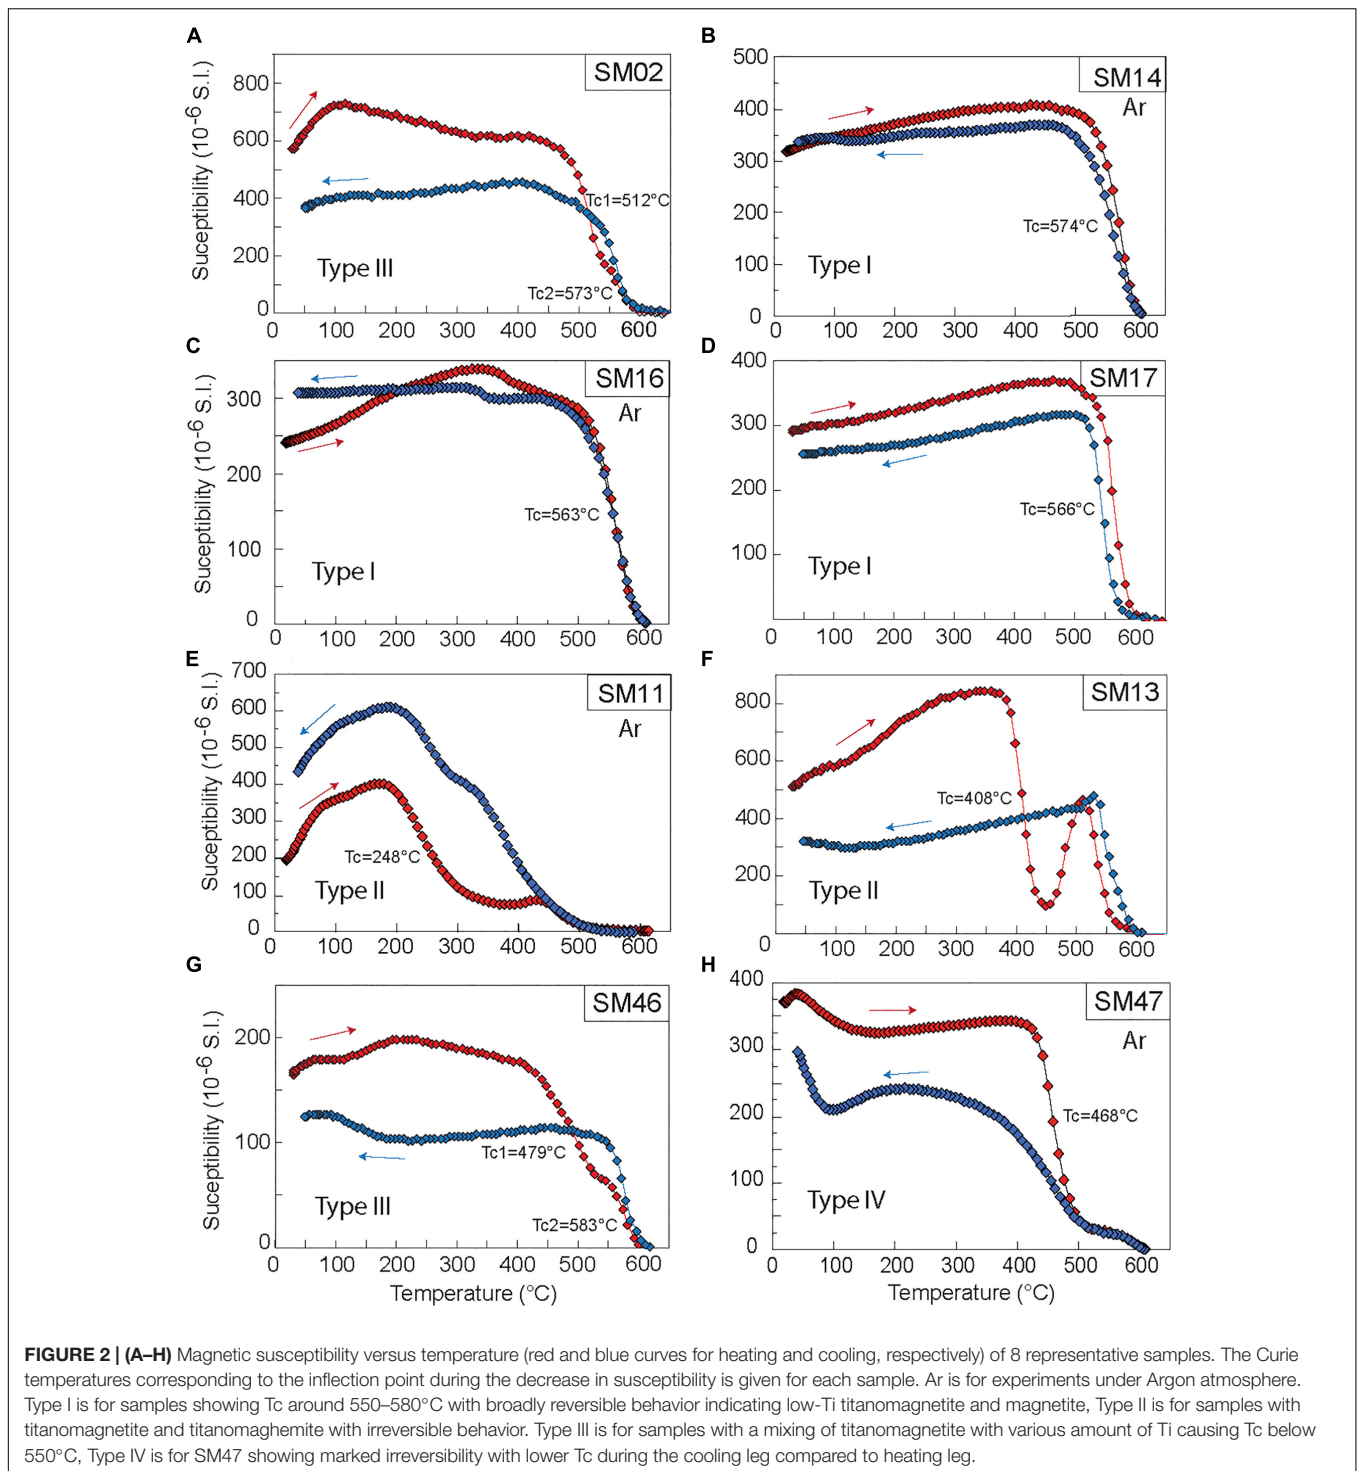 A
SM02
Suceptibility (10-6 S.I.)
800
600
400
200
0
Tc1=512°C
Type III
Tc2=573°C
0 100 200 300 400 500 600
B
SM14
Ar
500
400
300
200
100
0
Tc=574°C
Type I
0 100 200 300 400 500 600
C
SM16
Ar
Suceptibility (10-6 S.I.)
300
200
100
0
Tc=563°C
Type I
0 100 200 300 400 500 600
D
SM17
400
300
200
100
Tc=566°C
Type I
0 100 200 300 400 500 600
E
SM11
Ar
Suceptibility (10-6 S.I.)
700
600
500
400
300
200
100
0
Tc=248°C
Type II
0 100 200 300 400 500 600
F
SM13
800
600
400
200
0
Tc=408°C
Type II
100 200 300 400 500 600
G
SM46
Suceptibility (10-6 S.I.)
200
100
0
Tc1=479°C
Type III
Tc2=583°C
0 100 200 300 400 500 600
Temperature (°C)
H
SM47
Ar
400
300
250
200
100
50
0
Tc=468°C
Type IV
0 100 200 300 400 500 600
Temperature (°C)
FIGURE 2 | (A–H) Magnetic susceptibility versus temperature (red and blue curves for heating and cooling, respectively) of 8 representative samples. The Curie
temperatures corresponding to the inflection point during the decrease in susceptibility is given for each sample. Ar is for experiments under Argon atmosphere.
Type I is for samples showing Tc around 550–580°C with broadly reversible behavior indicating low-Ti titanomagnetite and magnetite, Type II is for samples with
titanomagnetite and titanomaghemite with irreversible behavior. Type III is for samples with a mixing of titanomagnetite with various amount of Ti causing Tc below
550°C, Type IV is for SM47 showing marked irreversibility with lower Tc during the cooling leg compared to heating leg.